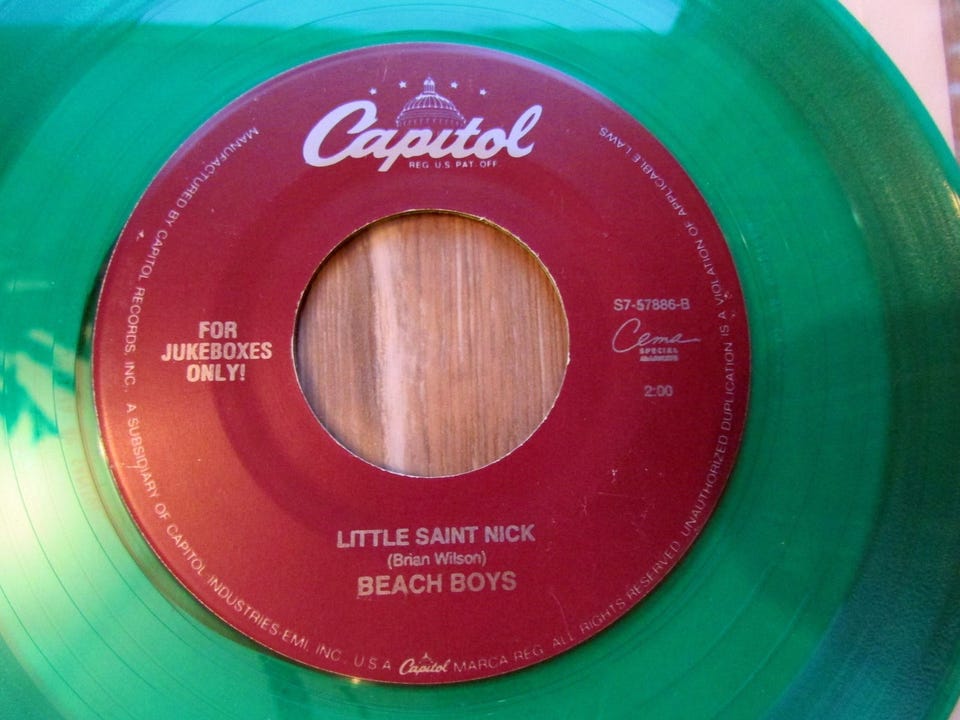 Capitol
REG. U.S. PAT. OFF.
MANUFACTURED BY CAPITOL RECORDS, INC., A SUBSIDIARY OF CAPITOL INDUSTRIES-EMI, INC., U.S.A. Capitol MARCA REG. ALL RIGHTS RESERVED. UNAUTHORIZED DUPLICATION IS A VIOLATION OF APPLICABLE LAWS.
FOR
JUKEBOXES
ONLY!
S7-57886-B
Cema
SPECIAL
MARKETS
2:00
LITTLE SAINT NICK
(Brian Wilson)
BEACH BOYS